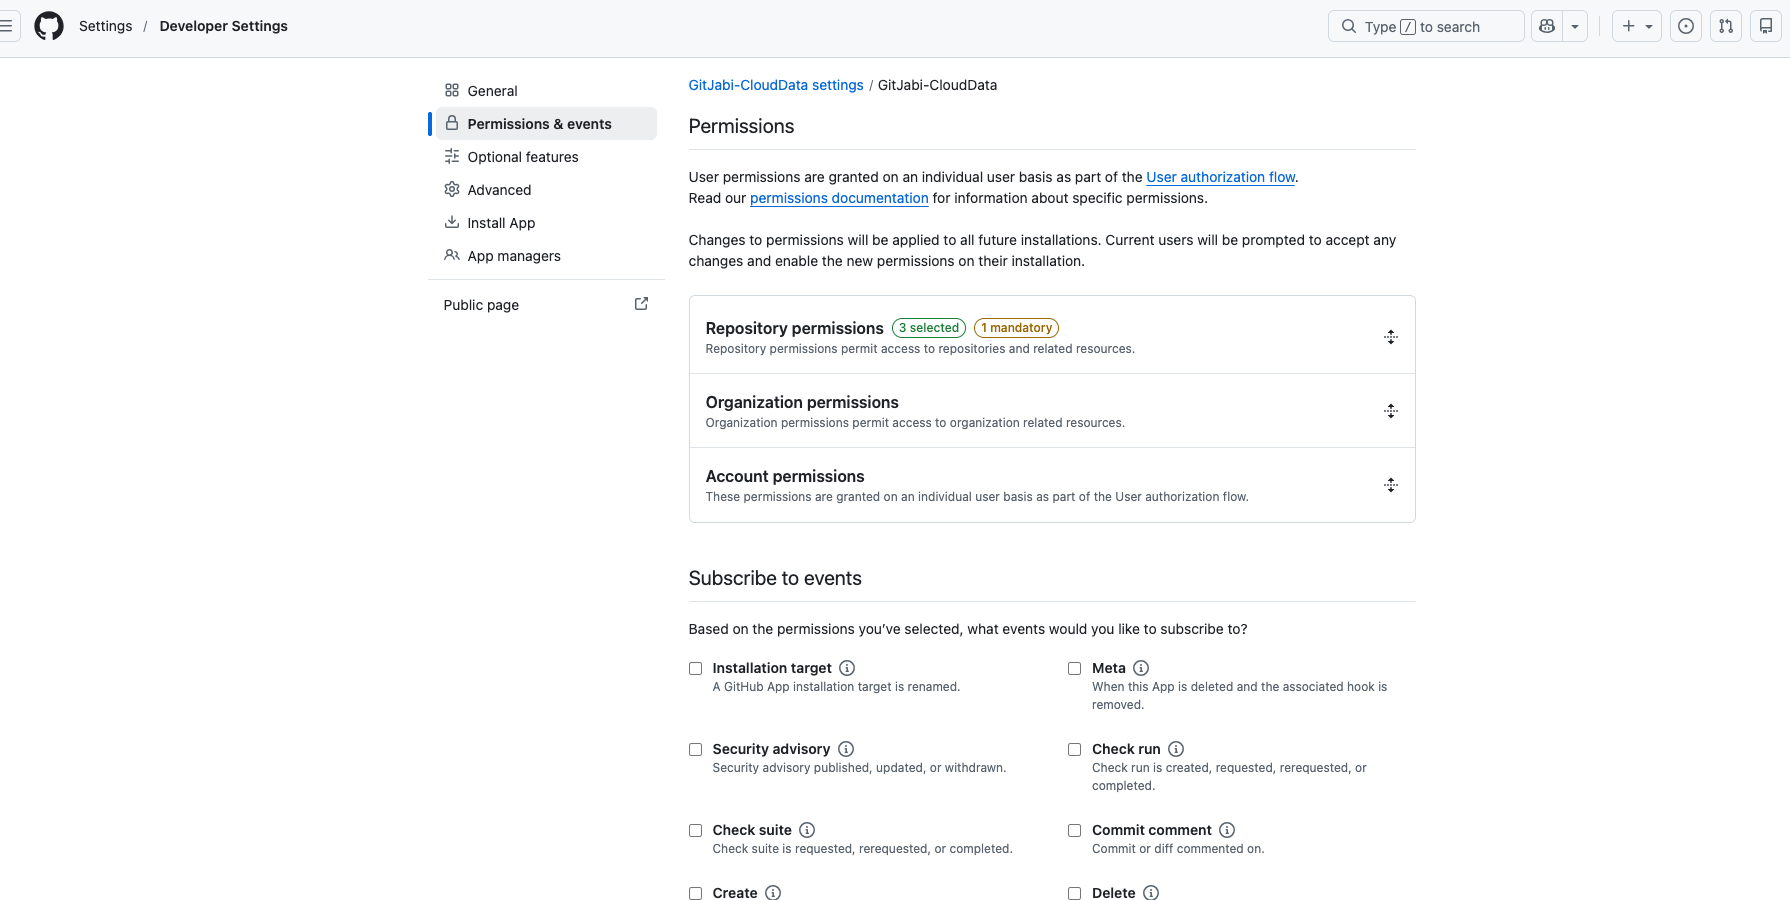 Settings / Developer Settings
Type / to search
General
Permissions & events
Optional features
Advanced
Install App
App managers
Public page
GitJabi-CloudData settings / GitJabi-CloudData
Permissions
User permissions are granted on an individual user basis as part of the User authorization flow.
Read our permissions documentation for information about specific permissions.
Changes to permissions will be applied to all future installations. Current users will be prompted to accept any
changes and enable the new permissions on their installation.
Repository permissions 3 selected 1 mandatory
Repository permissions permit access to repositories and related resources.
Organization permissions
Organization permissions permit access to organization related resources.
Account permissions
These permissions are granted on an individual user basis as part of the User authorization flow.
Subscribe to events
Based on the permissions you’ve selected, what events would you like to subscribe to?
Installation target
A GitHub App installation target is renamed.
Meta
When this App is deleted and the associated hook is
removed.
Security advisory
Security advisory published, updated, or withdrawn.
Check run
Check run is created, requested, rerequested, or
completed.
Check suite
Check suite is requested, rerequested, or completed.
Commit comment
Commit or diff commented on.
Create
Delete